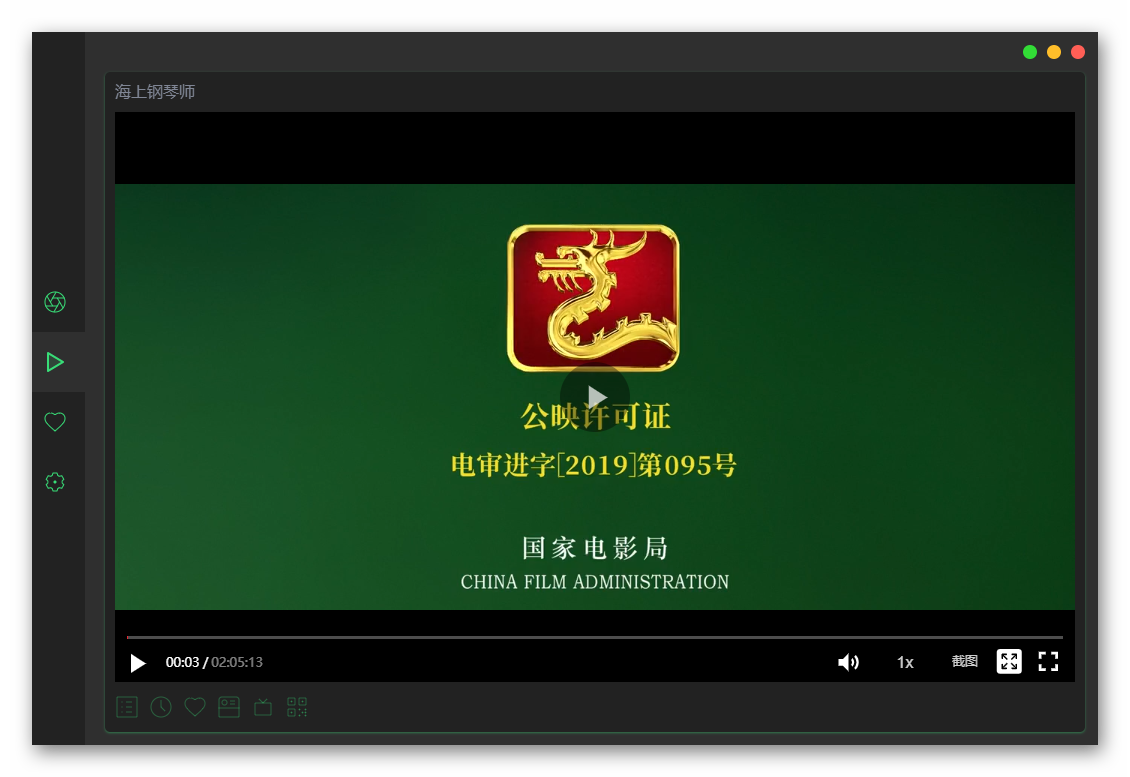 海上钢琴师
公映许可证
电审进字[2019]第095号
国家电影局
CHINA FILM ADMINISTRATION
00:03 / 02:05:13
1x
截图